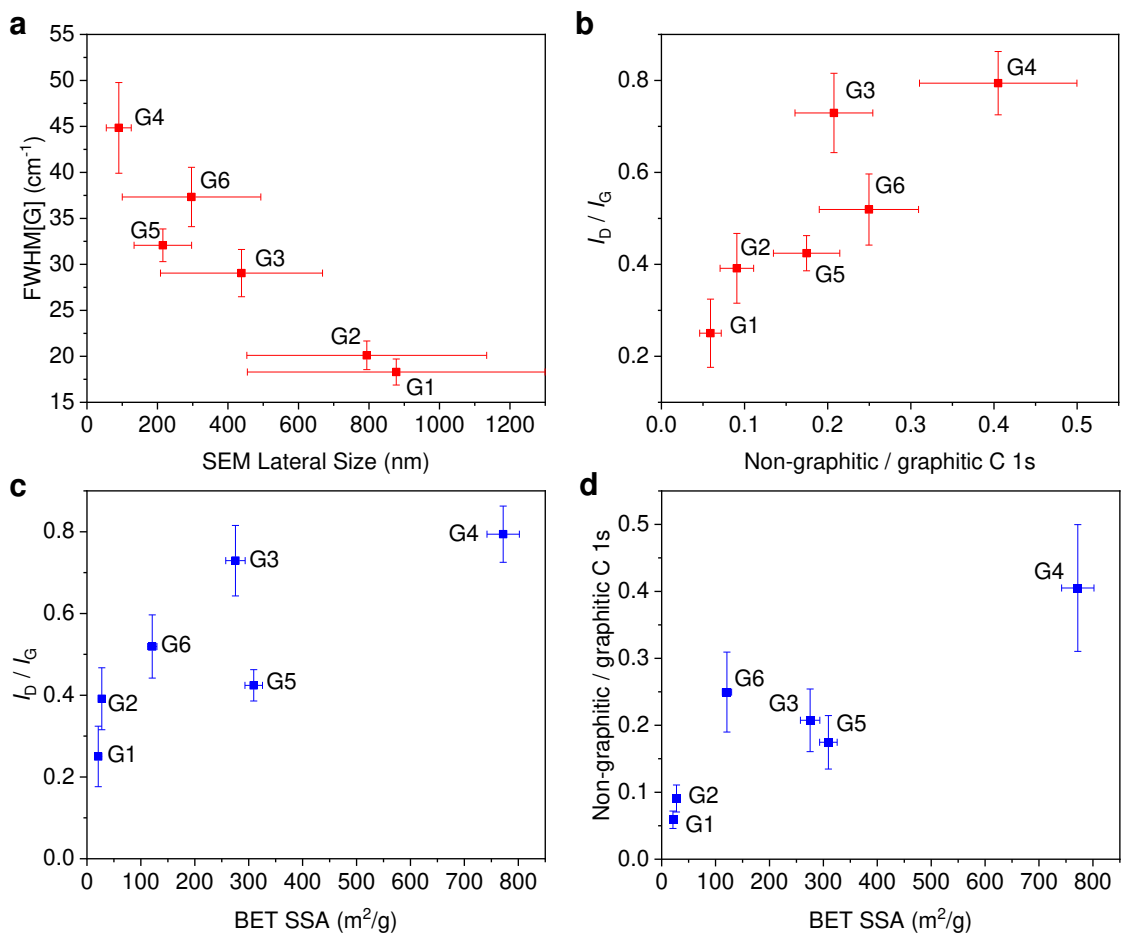 a
55
50
45
40
35
30
25
20
15
FWHM[G] (cm⁻¹)
G4
G6
G5
G3
G2
G1
0 200 400 600 800 1000 1200
SEM Lateral Size (nm)
b
0.8
0.6
0.4
0.2
I_D / I_G
G4
G3
G6
G2
G5
G1
0.0 0.1 0.2 0.3 0.4 0.5
Non-graphitic / graphitic C 1s
c
0.8
0.6
0.4
0.2
0.0
I_D / I_G
G4
G3
G6
G5
G2
G1
0 100 200 300 400 500 600 700 800
BET SSA (m²/g)
d
0.5
0.4
0.3
0.2
0.1
0.0
Non-graphitic / graphitic C 1s
G4
G6
G3
G5
G2
G1
0 100 200 300 400 500 600 700 800
BET SSA (m²/g)